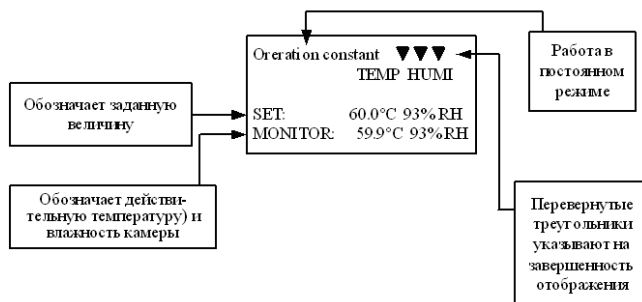 Oreration constant ▼▼▼
TEMP HUMI
SET: 60.0°C 93%RH
MONITOR: 59.9°C 93%RH
Работа в
постоянном
режиме
Обозначает заданную
величину
Обозначает действи-
тельную температуру) и
влажность камеры
Перевернутые
треугольники
указывают на
завершенность
отображения